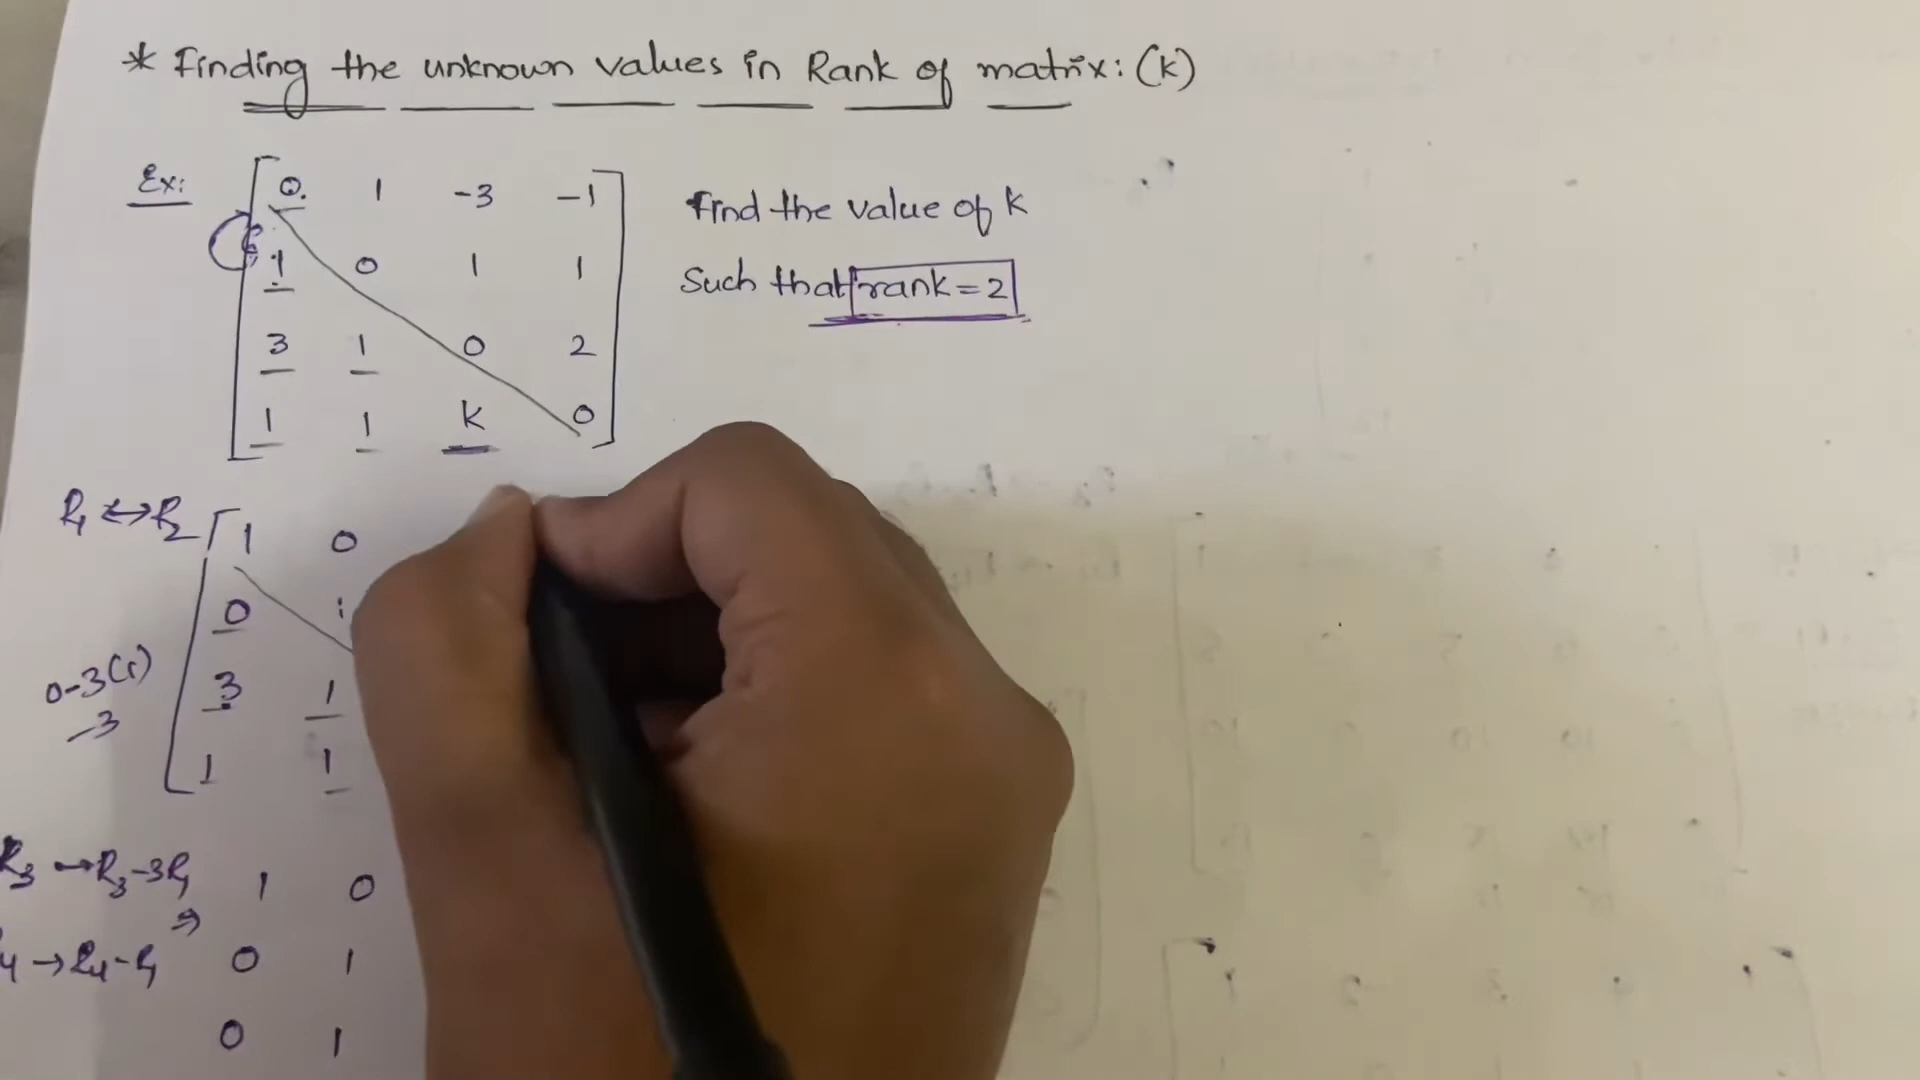 * Finding the unknown values in Rank of matrix: (k)
Ex: 0 1 -3 -1
1 0 1 1
3 1 0 2
1 1 k 0
Find the value of k
Such that rank = 2
R1 ↔ R2 1 0
0 1
3 1
1 1
0-3(1)
-3
R3 → R3-3R1 1 0
→ R4-R1 ⇒ 0 1
0 1